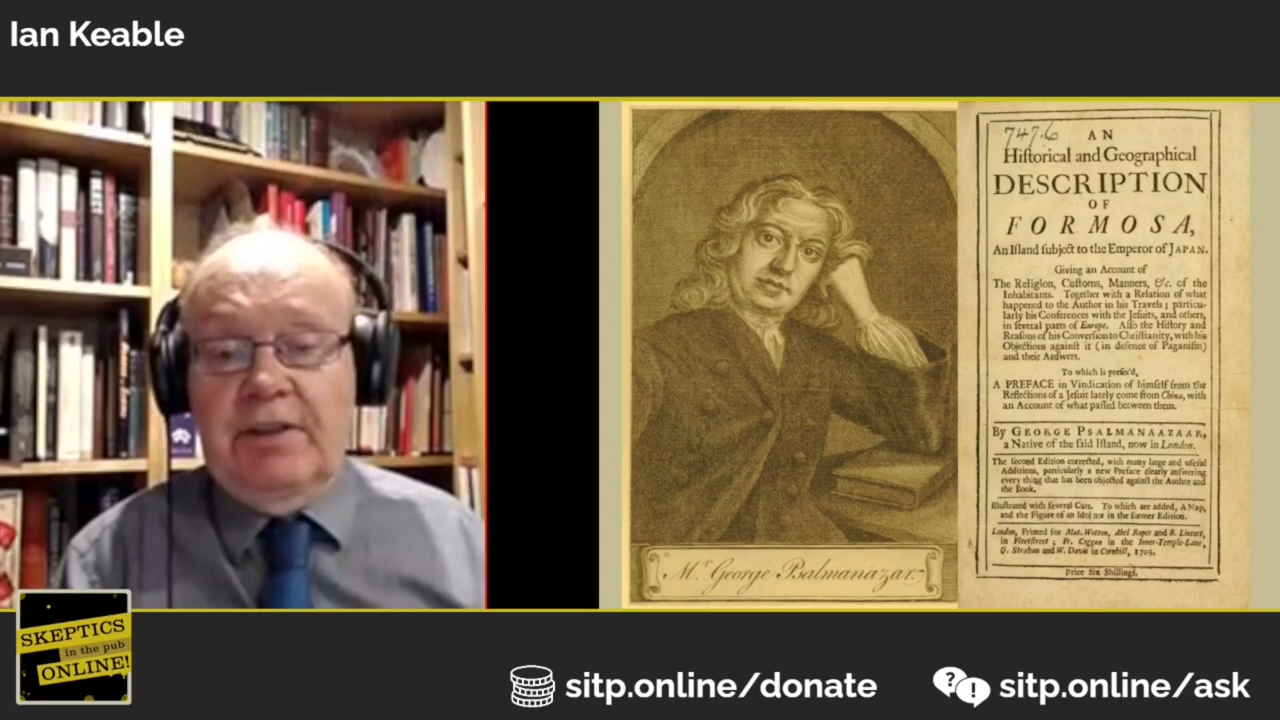 Ian Keable
Mr. George Psalmanazar.
747.6
AN
Hiſtorical and Geographical
DESCRIPTION
OF
FORMOSA,
An Iſland ſubject to the Emperor of JAPAN.
Giving an Account of
The Religion, Cuſtoms, Manners, &c. of the
Inhabitants. Together with a Relation of what
happened to the Author in his Travels; particu-
larly his Conferences with the Jeſuits, and others,
in ſeveral parts of Europe. Alſo the Hiſtory and
Reaſons of his Converſion to Chriſtianity, with his
Objections againſt it (in defence of Paganiſm)
and their Anſwers.
To which is prefix'd,
A PREFACE in Vindication of himſelf from the
Reflections of a Jeſuit lately come from China, with
an Account of what paſſed between them.
By GEORGE PSALMANAAZAAR,
a Native of the ſaid Iſland, now in London.
The ſecond Edition corrected, with many large and uſeful
Additions, particularly a new Preface clearly anſwering
every thing that has been objected againſt the Author and
the Book.
Illuſtrated with ſeveral Cuts. To which are added, A Map,
and the Figure of an Idol not in the former Edition.
London, Printed for Mat. Wotton, Abel Roper and B. Lintott,
in Fleetſtreet; Fr. Coggan in the Inner-Temple-Lane,
G. Strahan and W. Davis in Cornhill, 1705.
Price Six Shillings.
SKEPTICS
in the pub
ONLINE!
sitp.online/donate
sitp.online/ask